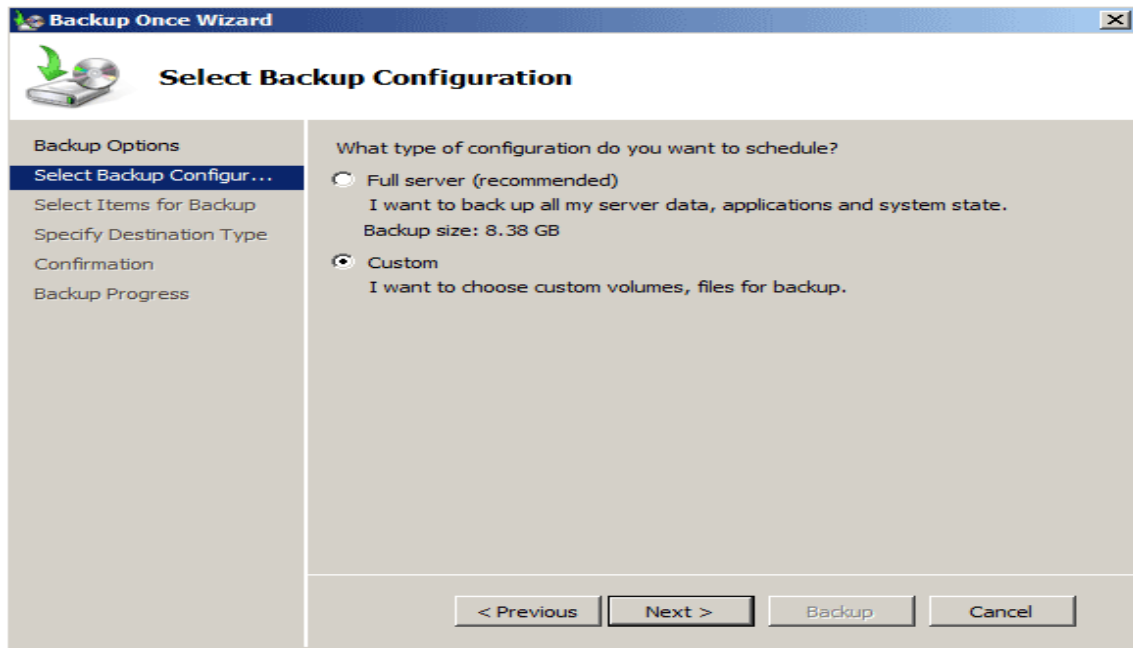 Backup Once Wizard
Select Backup Configuration
Backup Options
Select Backup Configur...
Select Items for Backup
Specify Destination Type
Confirmation
Backup Progress
What type of configuration do you want to schedule?
Full server (recommended)
I want to back up all my server data, applications and system state.
Backup size: 8.38 GB
Custom
I want to choose custom volumes, files for backup.
< Previous
Next >
Backup
Cancel